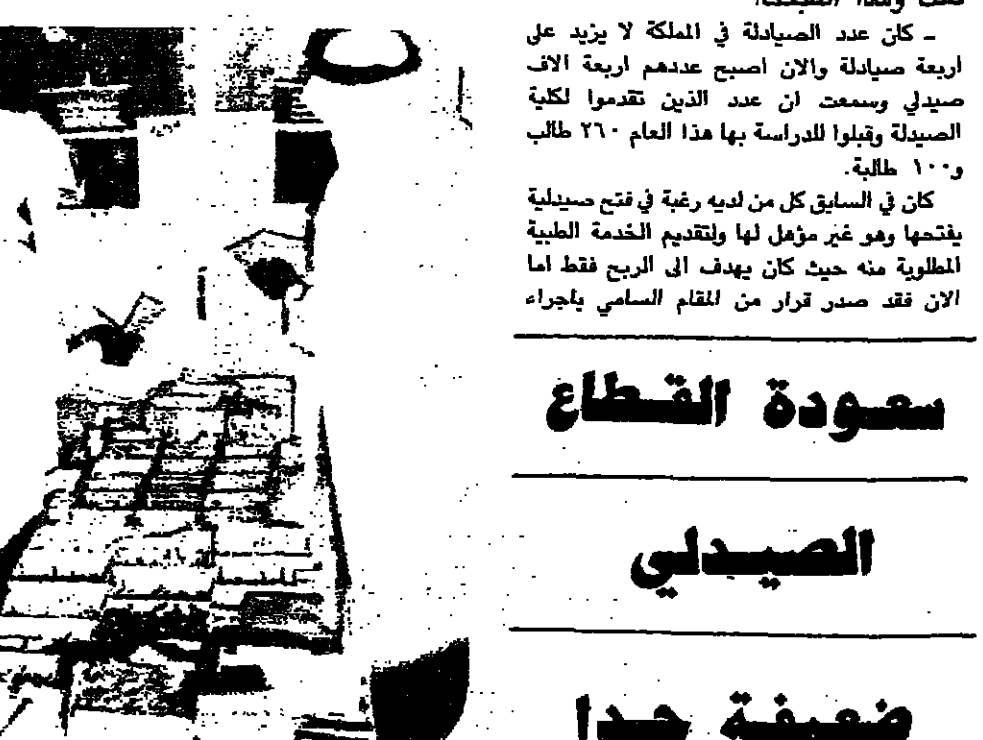 – كان عدد الصيادلة في المملكة لا يزيد على
اربعة صيادلة والان اصبح عددهم اربعة الاف
صيدلي وسمعت ان عدد الذين تقدموا لكلية
الصيدلة وقبلوا للدراسة بها هذا العام ٢٦٠ طالب
و١٠٠ طالبة.
كان في السابق كل من لديه رغبة في فتح صيدلية
يفتحها وهو غير مؤهل لها ولتقديم الخدمة الطبية
المطلوبة منه حيث كان يهدف الى الربح فقط اما
الان فقد صدر قرار من المقام السامي باجراء
سعودة القطاع
الصيدلي
ضعيفة جدا